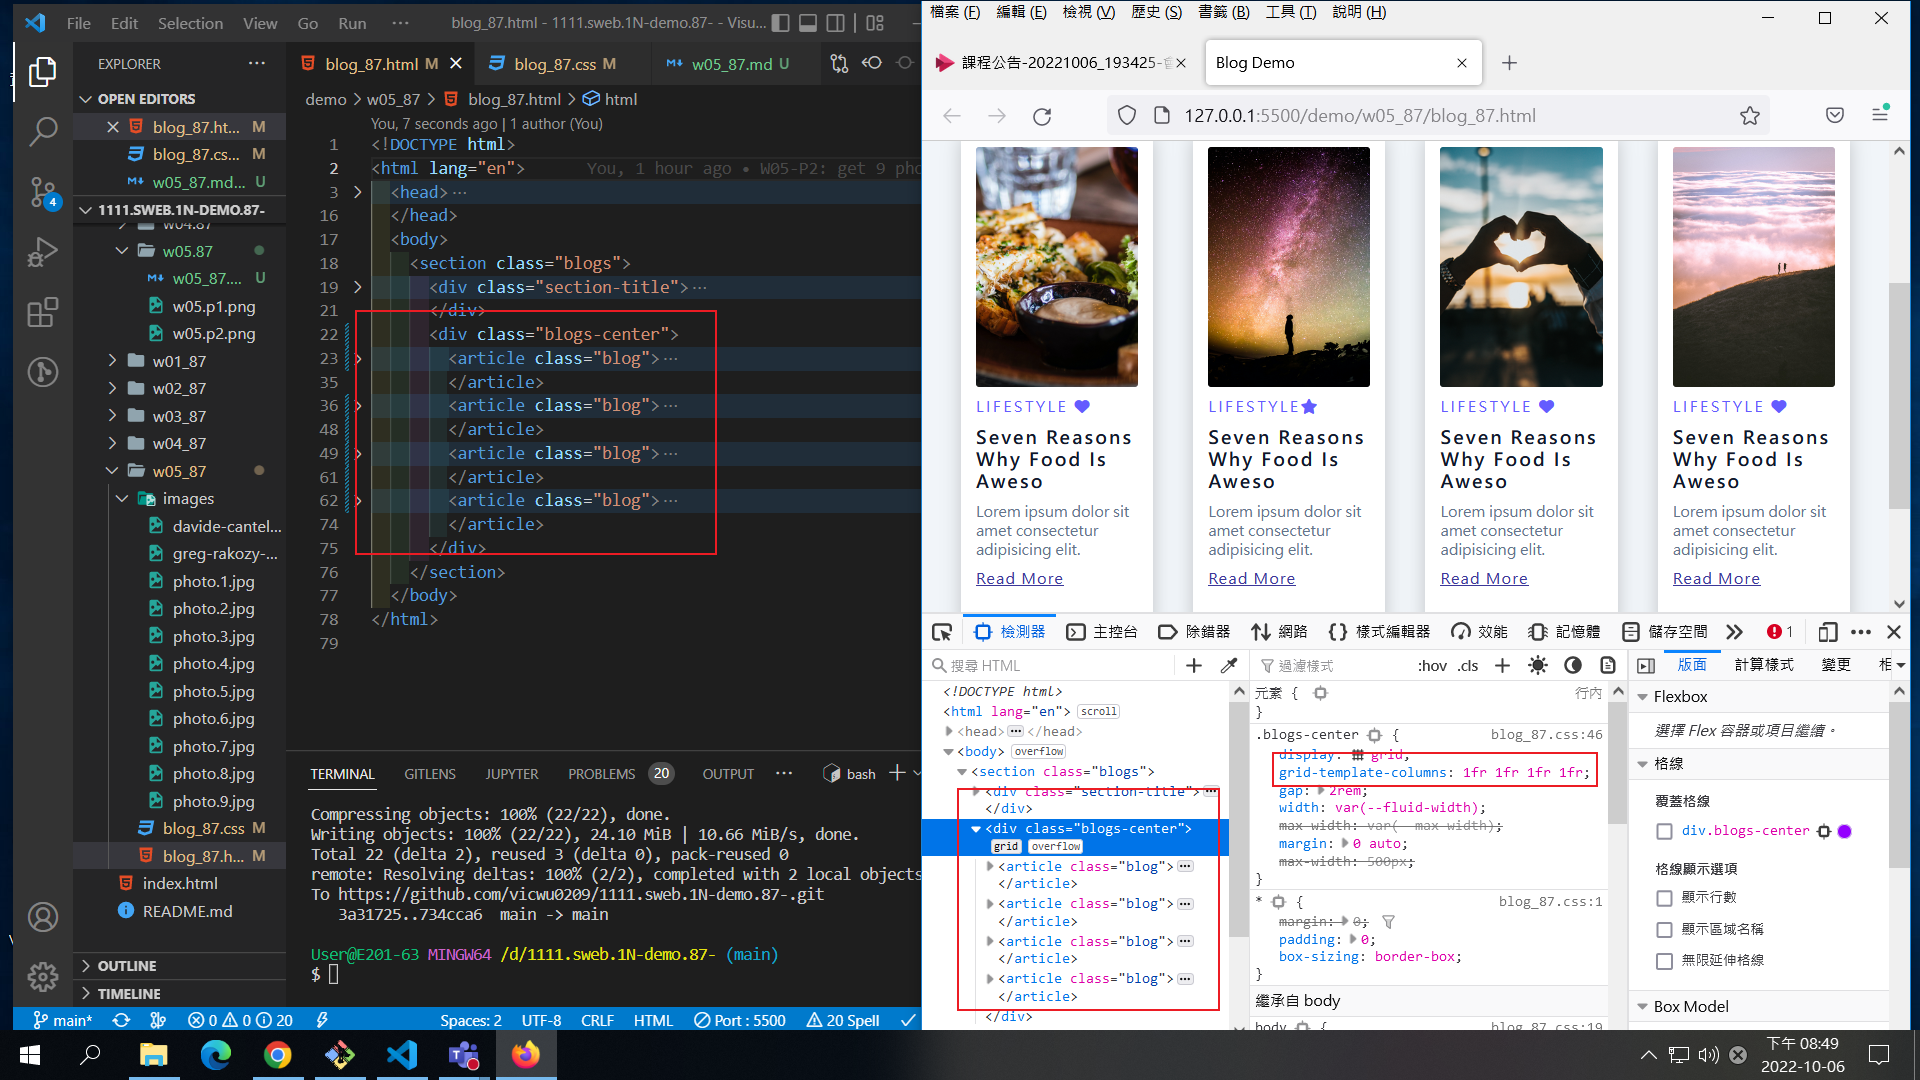 File Edit Selection View Go Run ··· blog_87.html - 1111.sweb.1N-demo.87- - Visu...
EXPLORER
OPEN EDITORS
blog_87.ht... M
blog_87.cs... M
w05_87.md... U
1111.SWEB.1N-DEMO.87-
w04.87
w05.87
w05_87.... U
w05.p1.png
w05.p2.png
w01_87
w02_87
w03_87
w04_87
w05_87
images
davide-cantel...
greg-rakozy-...
photo.1.jpg
photo.2.jpg
photo.3.jpg
photo.4.jpg
photo.5.jpg
photo.6.jpg
photo.7.jpg
photo.8.jpg
photo.9.jpg
blog_87.css M
blog_87.h... M
index.html
README.md
OUTLINE
TIMELINE
blog_87.html M
blog_87.css M
w05_87.md U
demo > w05_87 > blog_87.html > html
You, 7 seconds ago | 1 author (You)
1 <!DOCTYPE html>
2 <html lang="en"> You, 1 hour ago • W05-P2: get 9 pho
3 <head>···
16 </head>
17 <body>
18 <section class="blogs">
19 <div class="section-title">···
21 </div>
22 <div class="blogs-center">
23 <article class="blog">···
35 </article>
36 <article class="blog">···
48 </article>
49 <article class="blog">···
61 </article>
62 <article class="blog">···
74 </article>
75 </div>
76 </section>
77 </body>
78 </html>
79
TERMINAL GITLENS JUPYTER PROBLEMS 20 OUTPUT ··· bash
Compressing objects: 100% (22/22), done.
Writing objects: 100% (22/22), 24.10 MiB | 10.66 MiB/s, done.
Total 22 (delta 2), reused 3 (delta 0), pack-reused 0
remote: Resolving deltas: 100% (2/2), completed with 2 local objects
To https://github.com/vicwu0209/1111.sweb.1N-demo.87-.git
3a31725..734cca6 main -> main
User@E201-63 MINGW64 /d/1111.sweb.1N-demo.87- (main)
$
4
main* 0 0 20 Spaces: 2 UTF-8 CRLF HTML Port : 5500 20 Spell
檔案 (F) 編輯 (E) 檢視 (V) 歷史 (S) 書籤 (B) 工具 (T) 說明 (H)
課程公告-20221006_193425-
Blog Demo
127.0.0.1:5500/demo/w05_87/blog_87.html
LIFESTYLE
Seven Reasons
Why Food Is
Aweso
Lorem ipsum dolor sit
amet consectetur
adipisicing elit.
Read More
LIFESTYLE
Seven Reasons
Why Food Is
Aweso
Lorem ipsum dolor sit
amet consectetur
adipisicing elit.
Read More
LIFESTYLE
Seven Reasons
Why Food Is
Aweso
Lorem ipsum dolor sit
amet consectetur
adipisicing elit.
Read More
LIFESTYLE
Seven Reasons
Why Food Is
Aweso
Lorem ipsum dolor sit
amet consectetur
adipisicing elit.
Read More
檢測器 主控台 除錯器 網路 樣式編輯器 效能 記憶體 儲存空間 1
搜尋 HTML
<!DOCTYPE html>
<html lang="en"> scroll
<head>···</head>
<body> overflow
<section class="blogs">
<div class="section-title">···
</div>
<div class="blogs-center">
grid overflow
<article class="blog">···
</article>
<article class="blog">···
</article>
<article class="blog">···
</article>
<article class="blog">···
</article>
</div>
過濾樣式 :hov .cls
元素 { 行內
}
.blogs-center { blog_87.css:46
display: grid;
grid-template-columns: 1fr 1fr 1fr 1fr;
gap: 2rem;
width: var(--fluid-width);
max-width: var(--max-width);
margin: 0 auto;
max-width: 500px;
}
* { blog_87.css:1
margin: 0;
padding: 0;
box-sizing: border-box;
}
繼承自 body
body { blog_87.css:19
版面 計算樣式 變更 相
Flexbox
選擇 Flex 容器或項目繼續。
格線
覆蓋格線
div.blogs-center
格線顯示選項
顯示行數
顯示區域名稱
無限延伸格線
Box Model
下午 08:49
2022-10-06